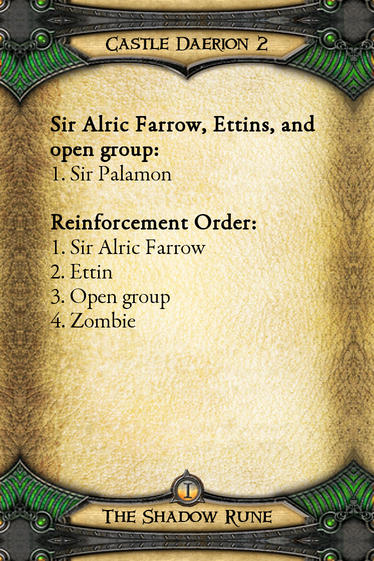 Castle Daerion 2
Sir Alric Farrow, Ettins, and
open group:
1. Sir Palamon
Reinforcement Order:
1. Sir Alric Farrow
2. Ettin
3. Open group
4. Zombie
I
The Shadow Rune